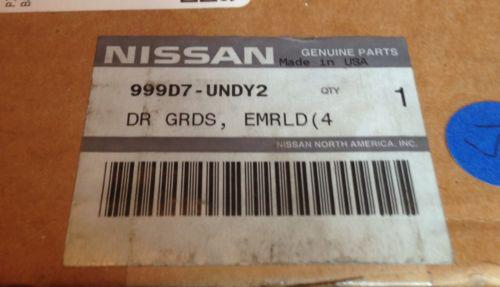 NISSAN
GENUINE PARTS
Made in USA
999D7-UNDY2 QTY 1
DR GRDS, EMRLD(4
NISSAN NORTH AMERICA, INC.